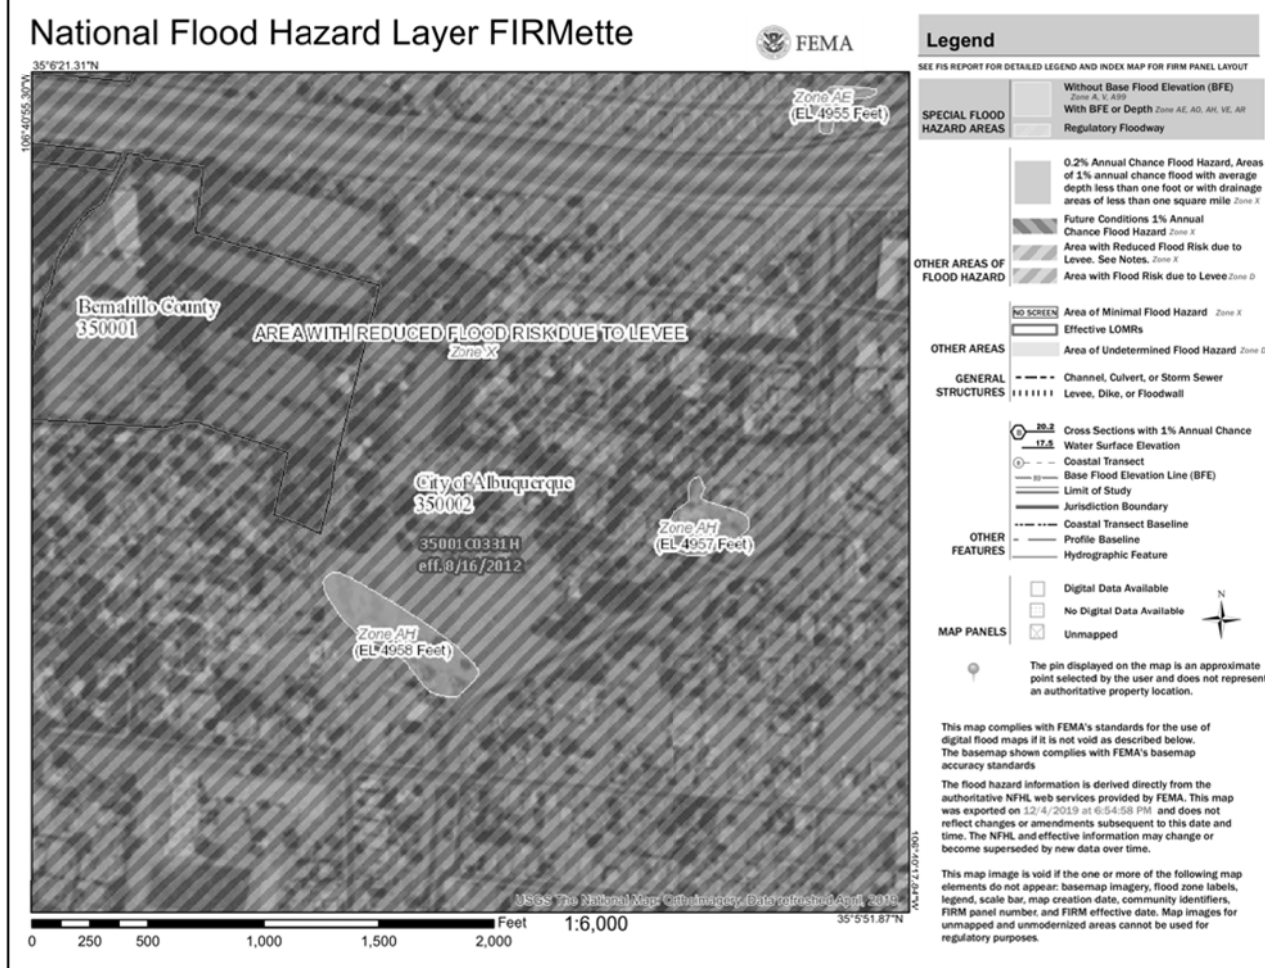 National Flood Hazard Layer FIRMette
FEMA
35°6'21.31"N
106°40'55.30"W
Zone AE
(EL 4955 Feet)
Bernalillo County
350001
AREA WITH REDUCED FLOOD RISK DUE TO LEVEE
Zone X
City of Albuquerque
350002
35001C0331H
eff. 8/16/2012
Zone AH
(EL 4957 Feet)
Zone AH
(EL 4958 Feet)
USGS The National Map: Orthoimagery. Data refreshed April, 2019.
106°40'17.84"W
35°5'51.87"N
Feet
1:6,000
0
250
500
1,000
1,500
2,000
Legend
SEE FIS REPORT FOR DETAILED LEGEND AND INDEX MAP FOR FIRM PANEL LAYOUT
SPECIAL FLOOD
HAZARD AREAS
Without Base Flood Elevation (BFE)
Zone A, V, A99
With BFE or Depth Zone AE, AO, AH, VE, AR
Regulatory Floodway
OTHER AREAS OF
FLOOD HAZARD
0.2% Annual Chance Flood Hazard, Areas
of 1% annual chance flood with average
depth less than one foot or with drainage
areas of less than one square mile Zone X
Future Conditions 1% Annual
Chance Flood Hazard Zone X
Area with Reduced Flood Risk due to
Levee. See Notes. Zone X
Area with Flood Risk due to Levee Zone D
OTHER AREAS
NO SCREEN Area of Minimal Flood Hazard Zone X
Effective LOMRs
Area of Undetermined Flood Hazard Zone D
GENERAL
STRUCTURES
Channel, Culvert, or Storm Sewer
Levee, Dike, or Floodwall
OTHER
FEATURES
B 20.2 Cross Sections with 1% Annual Chance
17.5 Water Surface Elevation
8 Coastal Transect
513 Base Flood Elevation Line (BFE)
Limit of Study
Jurisdiction Boundary
Coastal Transect Baseline
Profile Baseline
Hydrographic Feature
MAP PANELS
Digital Data Available
No Digital Data Available
Unmapped
N
The pin displayed on the map is an approximate
point selected by the user and does not represent
an authoritative property location.
This map complies with FEMA's standards for the use of
digital flood maps if it is not void as described below.
The basemap shown complies with FEMA's basemap
accuracy standards
The flood hazard information is derived directly from the
authoritative NFHL web services provided by FEMA. This map
was exported on 12/4/2019 at 6:54:58 PM and does not
reflect changes or amendments subsequent to this date and
time. The NFHL and effective information may change or
become superseded by new data over time.
This map image is void if the one or more of the following map
elements do not appear: basemap imagery, flood zone labels,
legend, scale bar, map creation date, community identifiers,
FIRM panel number, and FIRM effective date. Map images for
unmapped and unmodernized areas cannot be used for
regulatory purposes.